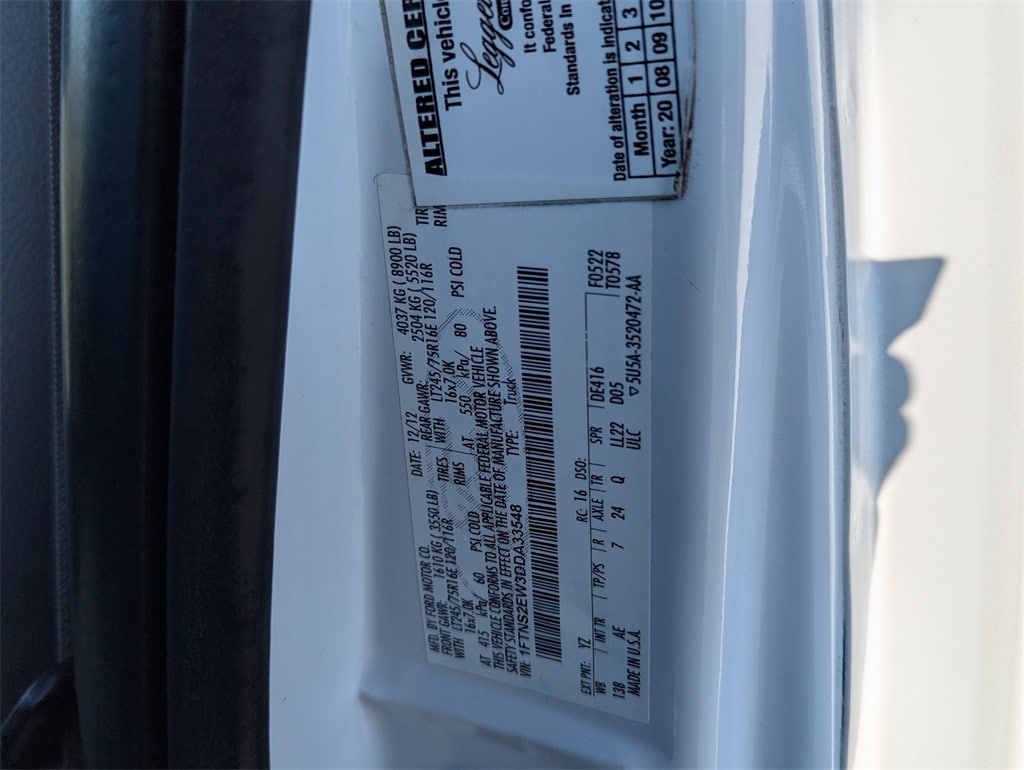 ALTERED CER
This vehicle
Legge
It confo
Federal
Standards In
Date of alteration is indicat
Month 1 2 3
Year: 20 08 09 10
MFD. BY FORD MOTOR CO. DATE: 12/12 GVWR: 4037 KG ( 8900 LB)
FRONT GAWR: 1610 KG ( 3550 LB) REAR GAWR: 2504 KG ( 5520 LB)
WITH LT245/75R16E 120/116R TIRES WITH LT245/75R16E 120/116R TIR
16x7.0K RIMS 16x7.0K RIM
AT 415 kPa/ 60 PSI COLD AT 550 kPa/ 80 PSI COLD
THIS VEHICLE CONFORMS TO ALL APPLICABLE FEDERAL MOTOR VEHICLE
SAFETY STANDARDS IN EFFECT ON THE DATE OF MANUFACTURE SHOWN ABOVE.
VIN: 1FTNS2EW3DDA33548 TYPE: Truck
EXT PNT: YZ RC: 16 DSO: F0522
WB INT TR TP/PS R AXLE TR SPR DE416 T0578
138 AE 7 24 Q LL22 D05
MADE IN U.S.A. ULC ▽5U5A-3520472-AA